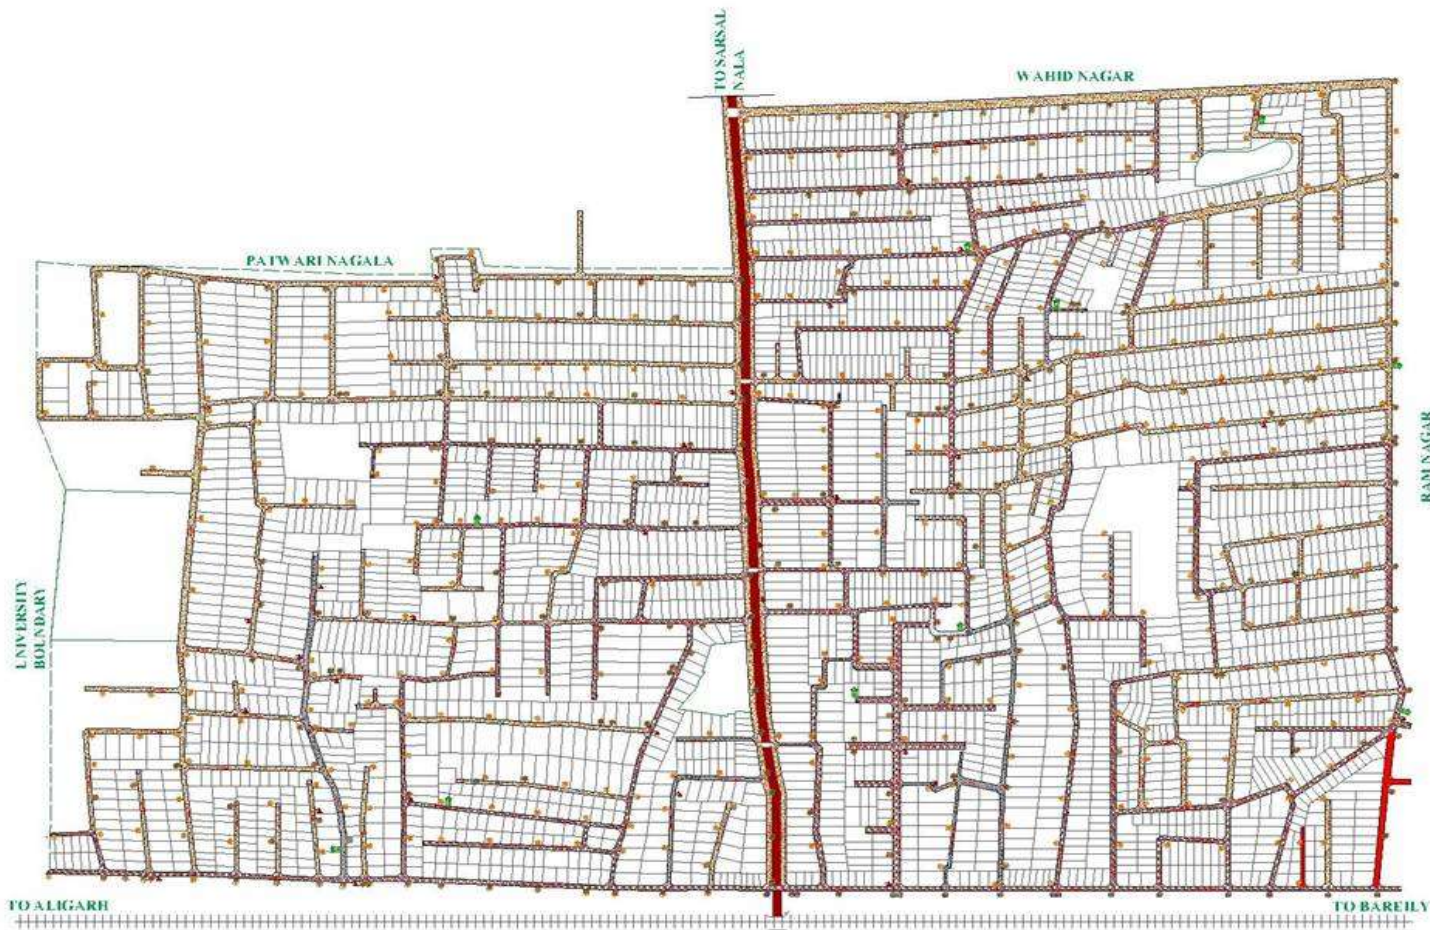 TO SARSAL
NALA
WAHID NAGAR
PATWARI NAGALA
RAM NAGAR
UNIVERSITY
BOUNDARY
TO ALIGARH
TO BAREILY